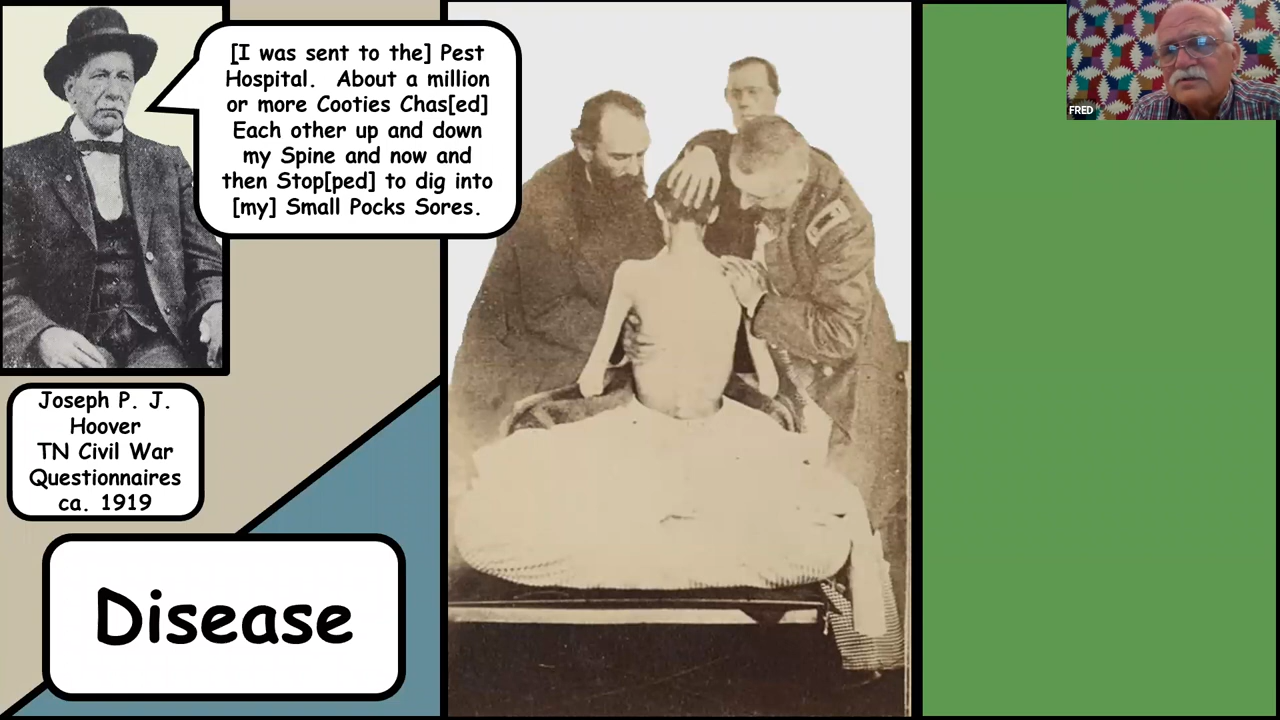 [I was sent to the] Pest
Hospital. About a million
or more Cooties Chas[ed]
Each other up and down
my Spine and now and
then Stop[ped] to dig into
[my] Small Pocks Sores.
Joseph P. J.
Hoover
TN Civil War
Questionnaires
ca. 1919
Disease
FRED